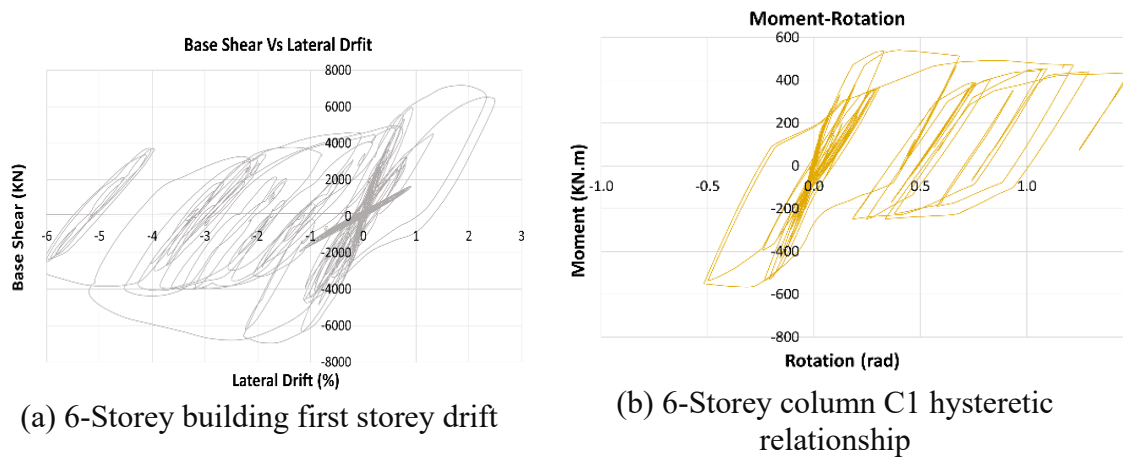 Base Shear Vs Lateral Drfit
8000
6000
4000
2000
0
-2000
-4000
-6000
-8000
-6 -5 -4 -3 -2 -1 0 1 2 3
Base Shear (KN)
Lateral Drift (%)
(a) 6-Storey building first storey drift
Moment-Rotation
600
400
200
0
-200
-400
-600
-800
-1.0 -0.5 0.0 0.5 1.0
Moment (KN.m)
Rotation (rad)
(b) 6-Storey column C1 hysteretic
relationship